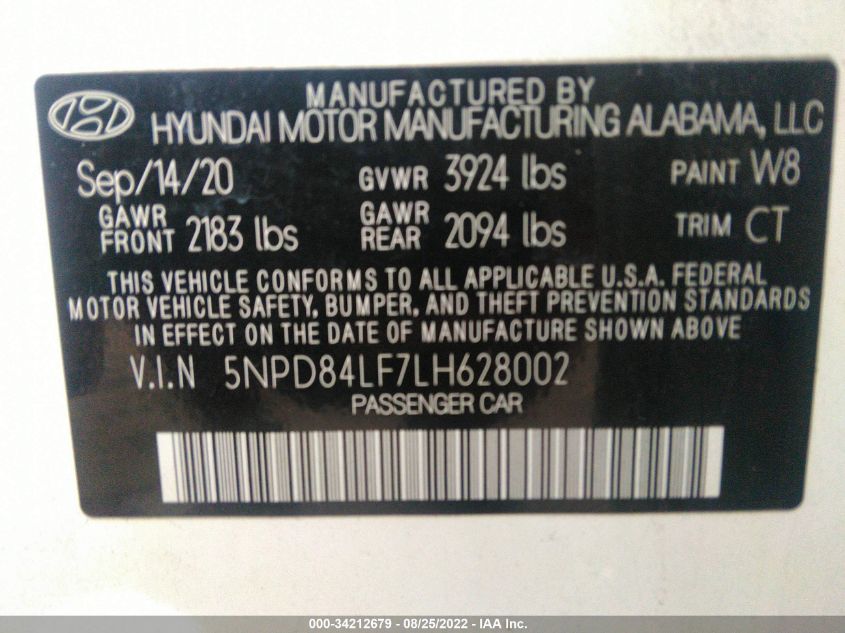 MANUFACTURED BY
HYUNDAI MOTOR MANUFACTURING ALABAMA, LLC
Sep/14/20 GVWR 3924 lbs PAINT W8
GAWR FRONT 2183 lbs GAWR REAR 2094 lbs TRIM CT
THIS VEHICLE CONFORMS TO ALL APPLICABLE U.S.A. FEDERAL
MOTOR VEHICLE SAFETY, BUMPER, AND THEFT PREVENTION STANDARDS
IN EFFECT ON THE DATE OF MANUFACTURE SHOWN ABOVE
V.I.N 5NPD84LF7LH628002
PASSENGER CAR
000-34212679 - 08/25/2022 - IAA Inc.